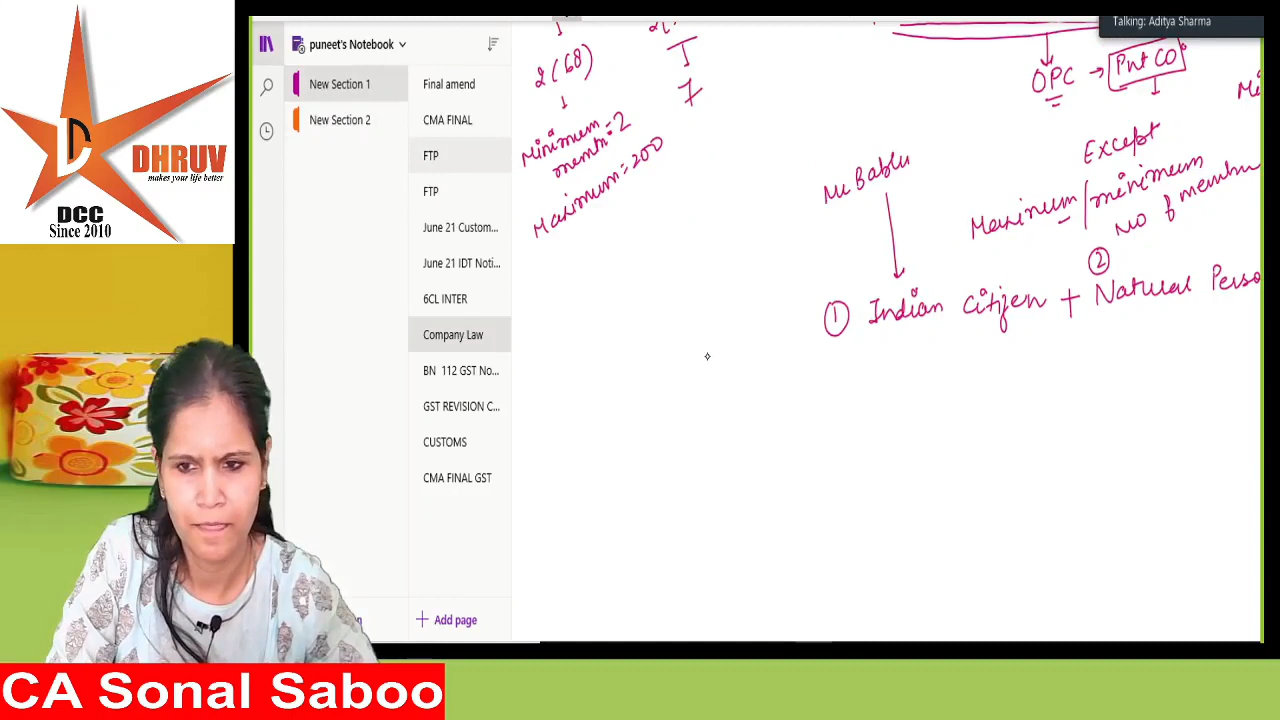 Talking: Aditya Sharma
puneet's Notebook
New Section 1
New Section 2
Final amend
CMA FINAL
FTP
FTP
June 21 Custom...
June 21 IDT Noti...
6CL INTER
Company Law
BN 112 GST No...
GST REVISION C...
CUSTOMS
CMA FINAL GST
Add page
2(68)
Minimum
memb: 2
Maximum = 200
7
OPC → Pvt CO
Except
Maximum / minimum
No of membe
Mr Bablu
① Indian citizen + ② Natural Perso
DHRUV
makes your life better
DCC
Since 2010
CA Sonal Saboo